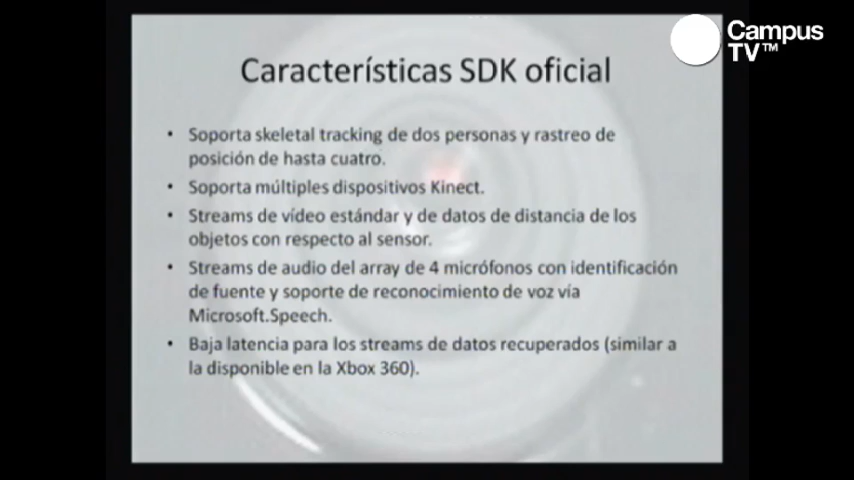 Campus
TV™
Características SDK oficial
• Soporta skeletal tracking de dos personas y rastreo de
posición de hasta cuatro.
• Soporta múltiples dispositivos Kinect.
• Streams de vídeo estándar y de datos de distancia de los
objetos con respecto al sensor.
• Streams de audio del array de 4 micrófonos con identificación
de fuente y soporte de reconocimiento de voz vía
Microsoft.Speech.
• Baja latencia para los streams de datos recuperados (similar a
la disponible en la Xbox 360).